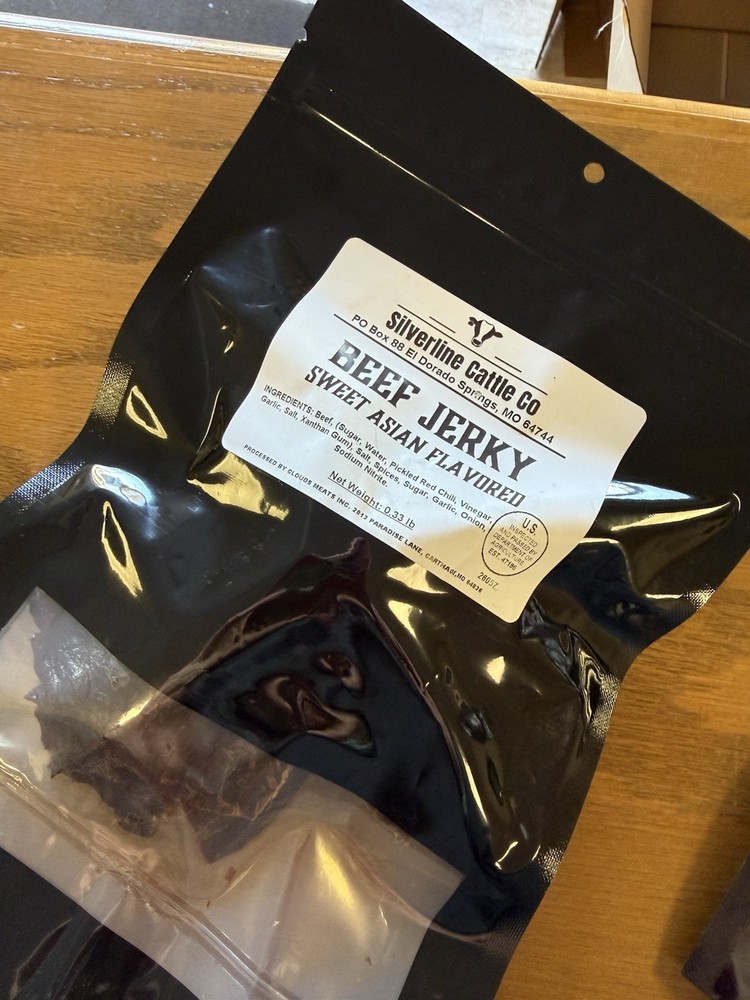 Silverline Cattle Co
PO Box 88 El Dorado Springs, MO 64744
BEEF JERKY
SWEET ASIAN FLAVORED
INGREDIENTS: Beef, (Sugar, Water, Pickled Red Chili, Vinegar,
Garlic, Salt, Xanthan Gum), Salt, Spices, Sugar, Garlic, Onion,
Sodium Nitrite.
Net Weight: 0.33 lb
PROCESSED BY CLOUDS MEATS INC. 2013 PARADISE LANE, CARTHAGE,MO 64836
U.S.
INSPECTED
AND PASSED BY
DEPARTMENT OF
AGRICULTURE
EST. 47186